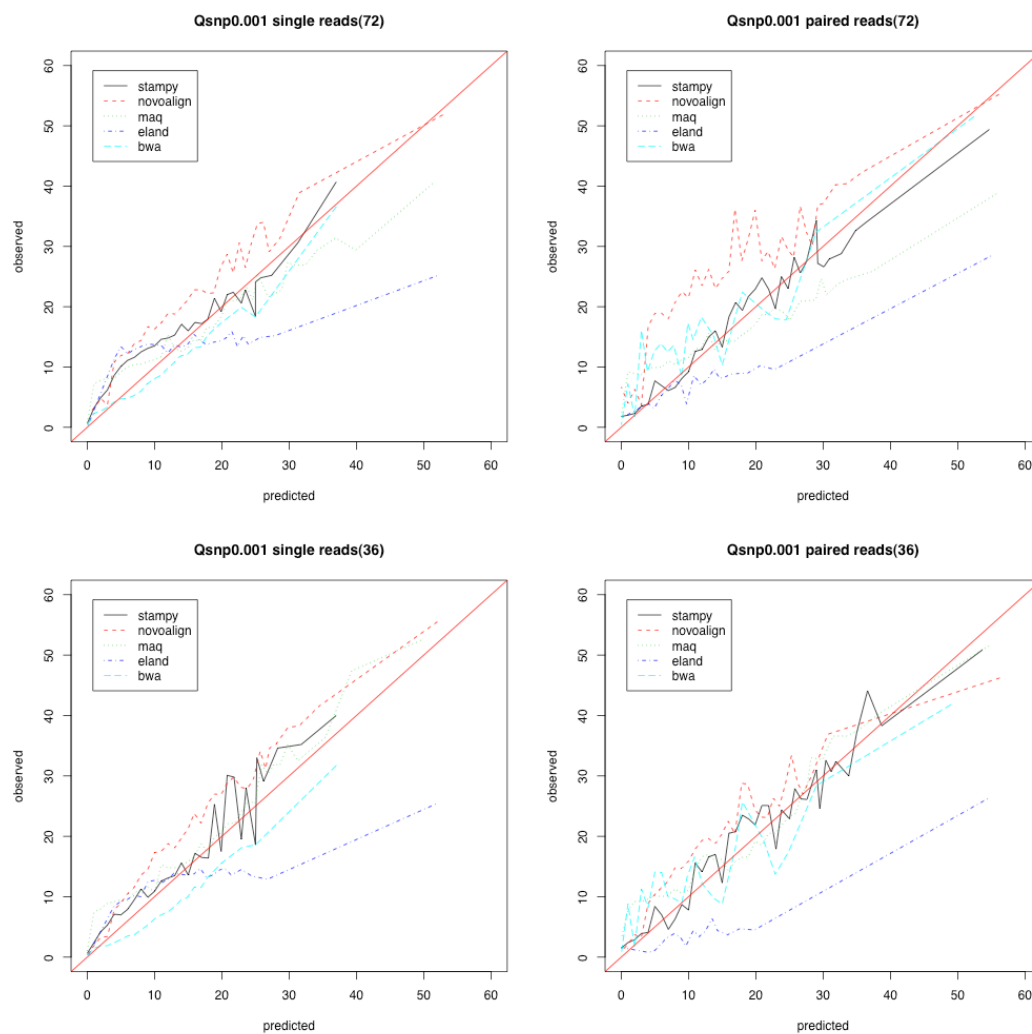 Qsnp0.001 single reads(72)
60
50
40
30
20
10
0
observed
stampy
novoalign
maq
eland
bwa
0 10 20 30 40 50 60
predicted
Qsnp0.001 paired reads(72)
60
50
40
30
20
10
0
observed
stampy
novoalign
maq
eland
bwa
0 10 20 30 40 50 60
predicted
Qsnp0.001 single reads(36)
60
50
40
30
20
10
0
observed
stampy
novoalign
maq
eland
bwa
0 10 20 30 40 50 60
predicted
Qsnp0.001 paired reads(36)
60
50
40
30
20
10
0
observed
stampy
novoalign
maq
eland
bwa
0 10 20 30 40 50 60
predicted